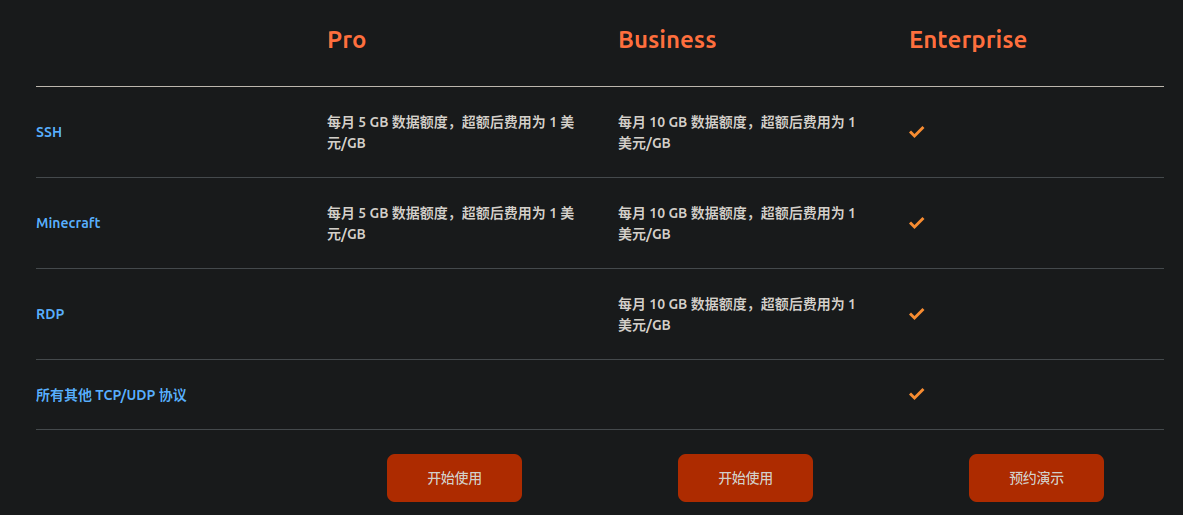 Pro
Business
Enterprise
SSH
每月 5 GB 数据额度，超额后费用为 1 美
元/GB
每月 10 GB 数据额度，超额后费用为 1
美元/GB
Minecraft
每月 5 GB 数据额度，超额后费用为 1 美
元/GB
每月 10 GB 数据额度，超额后费用为 1
美元/GB
RDP
每月 10 GB 数据额度，超额后费用为 1
美元/GB
所有其他 TCP/UDP 协议
开始使用
开始使用
预约演示